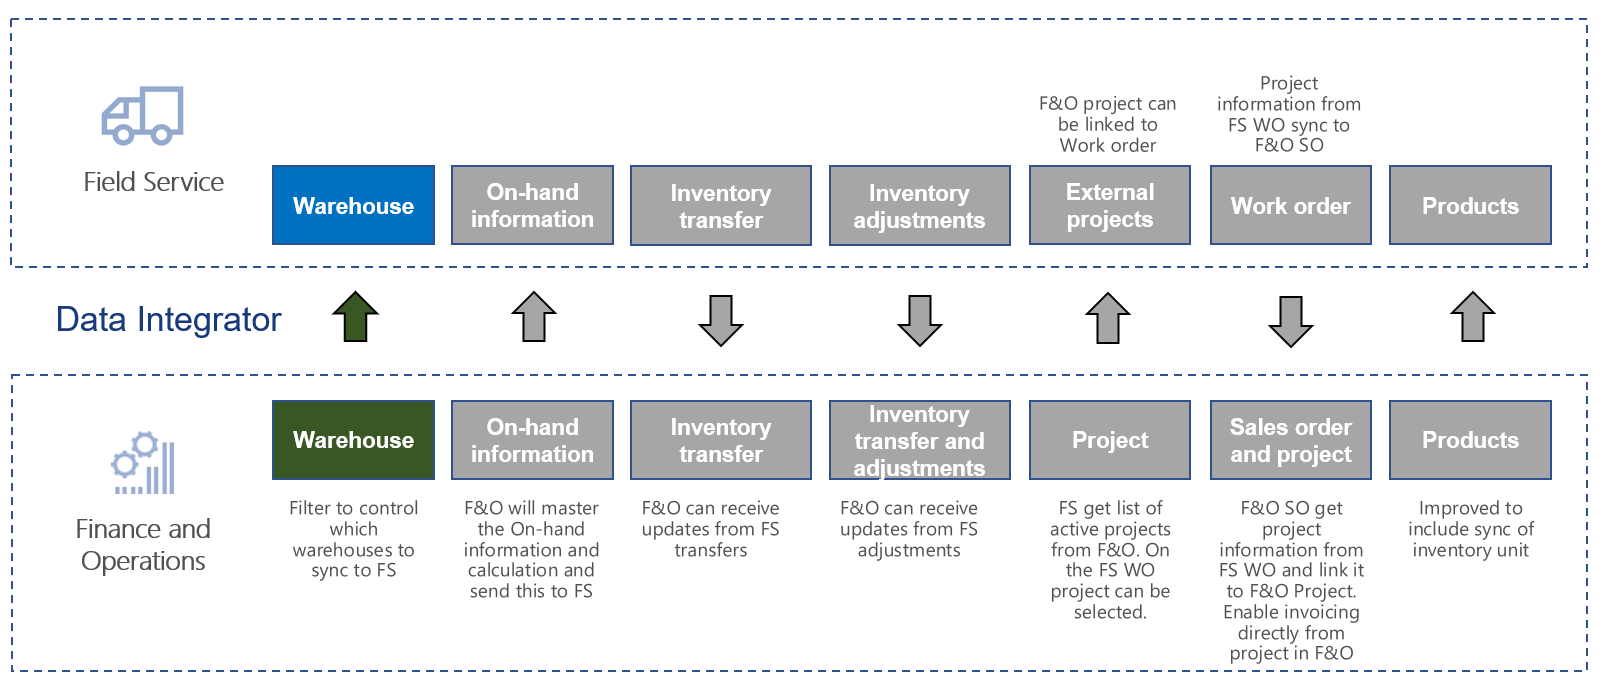 F&O project can
be linked to
Work order
Project
information from
FS WO sync to
F&O SO
Field Service
Warehouse
On-hand
information
Inventory
transfer
Inventory
adjustments
External
projects
Work order
Products
Data Integrator
Finance and
Operations
Warehouse
On-hand
information
Inventory
transfer
Inventory
transfer and
adjustments
Project
Sales order
and project
Products
Filter to control
which
warehouses to
sync to FS
F&O will master
the On-hand
information and
calculation and
send this to FS
F&O can receive
updates from FS
transfers
F&O can receive
updates from FS
adjustments
FS get list of
active projects
from F&O. On
the FS WO
project can be
selected.
F&O SO get
project
information from
FS WO and link it
to F&O Project.
Enable invoicing
directly from
project in F&O
Improved to
include sync of
inventory unit